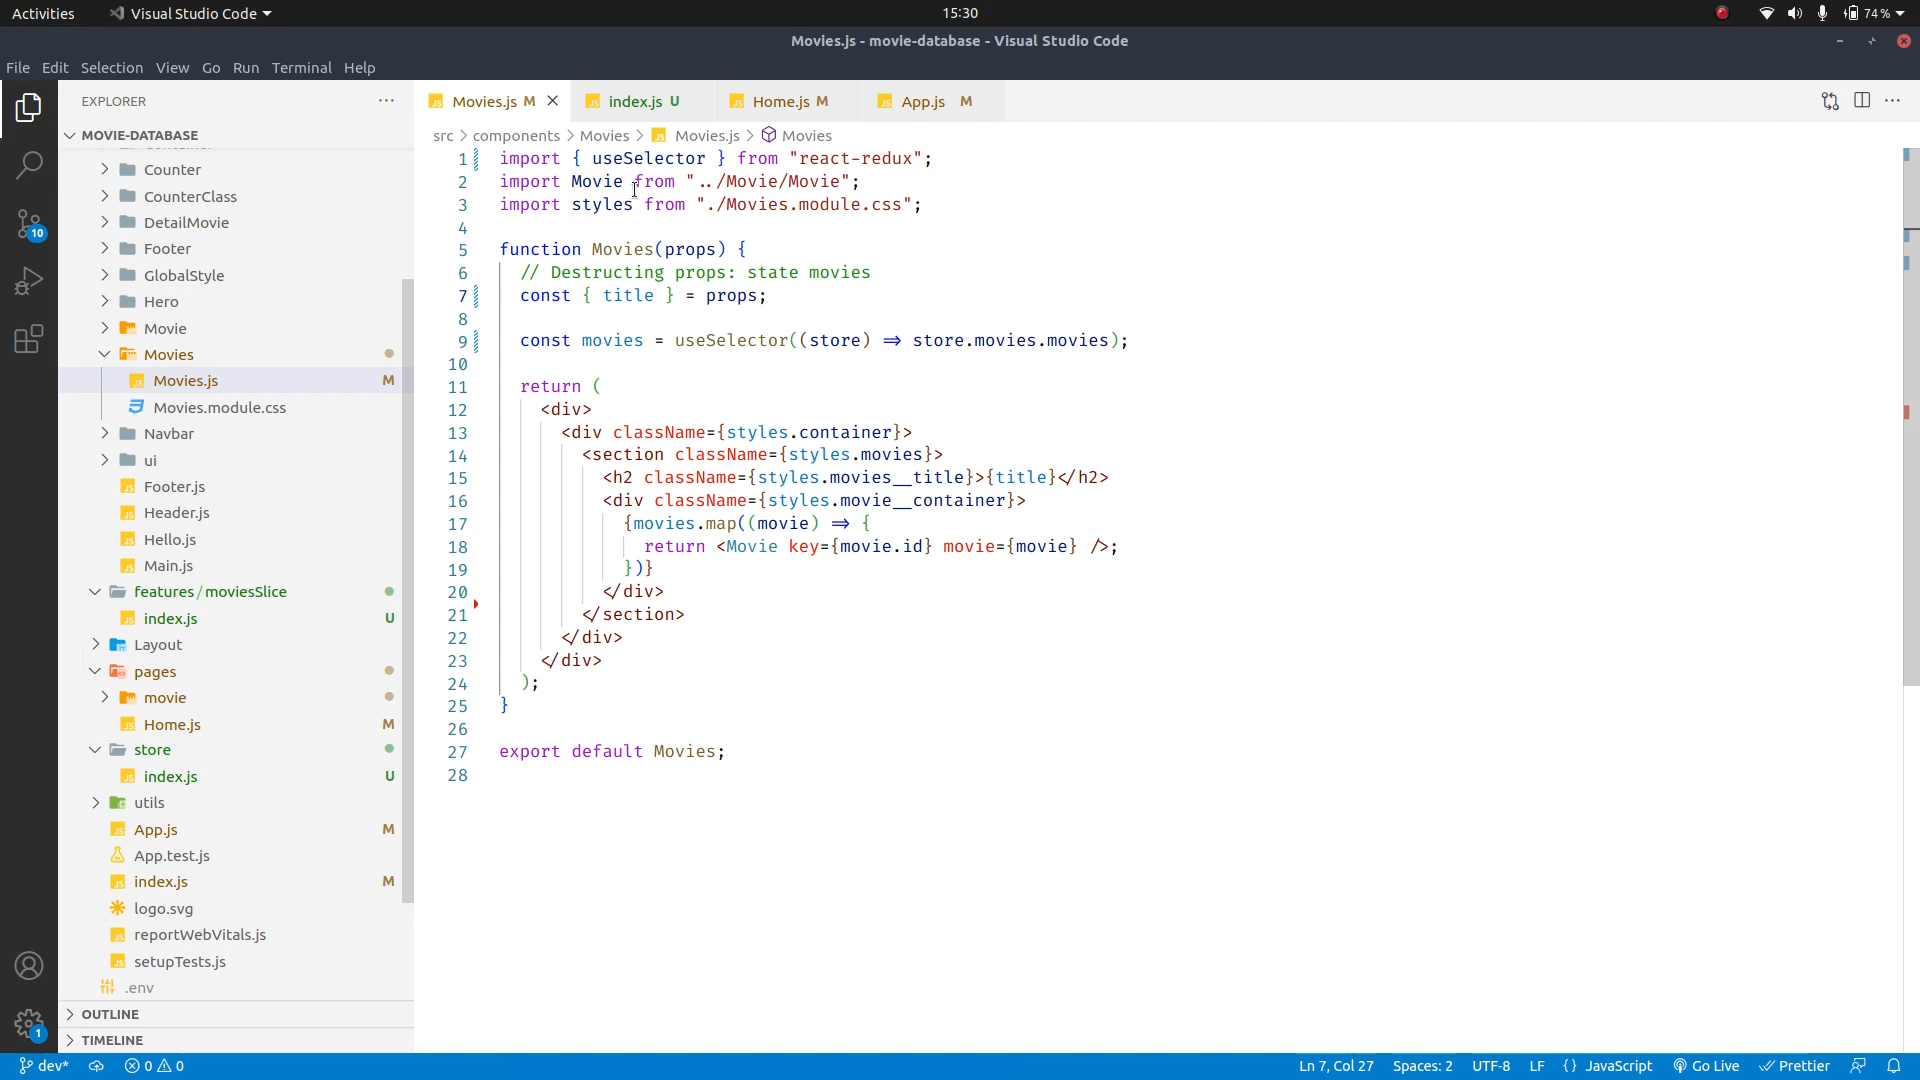 Activities
Visual Studio Code
15:30
74 %
Movies.js - movie-database - Visual Studio Code
File Edit Selection View Go Run Terminal Help
EXPLORER
MOVIE-DATABASE
Counter
CounterClass
DetailMovie
Footer
GlobalStyle
Hero
Movie
Movies
Movies.js M
Movies.module.css
Navbar
ui
Footer.js
Header.js
Hello.js
Main.js
features/moviesSlice
index.js U
Layout
pages
movie
Home.js M
store
index.js U
utils
App.js M
App.test.js
index.js M
logo.svg
reportWebVitals.js
setupTests.js
.env
OUTLINE
TIMELINE
10
1
Movies.js M
index.js U
Home.js M
App.js M
src > components > Movies > Movies.js > Movies
1 import { useSelector } from "react-redux";
2 import Movie from "../Movie/Movie";
3 import styles from "./Movies.module.css";
4
5 function Movies(props) {
6 // Destructing props: state movies
7 const { title } = props;
8
9 const movies = useSelector((store) => store.movies.movies);
10
11 return (
12 <div>
13 <div className={styles.container}>
14 <section className={styles.movies}>
15 <h2 className={styles.movies__title}>{title}</h2>
16 <div className={styles.movie__container}>
17 {movies.map((movie) => {
18 return <Movie key={movie.id} movie={movie} />;
19 })}
20 </div>
21 </section>
22 </div>
23 </div>
24 );
25 }
26
27 export default Movies;
28
dev* 0 0
Ln 7, Col 27 Spaces: 2 UTF-8 LF {} JavaScript Go Live Prettier